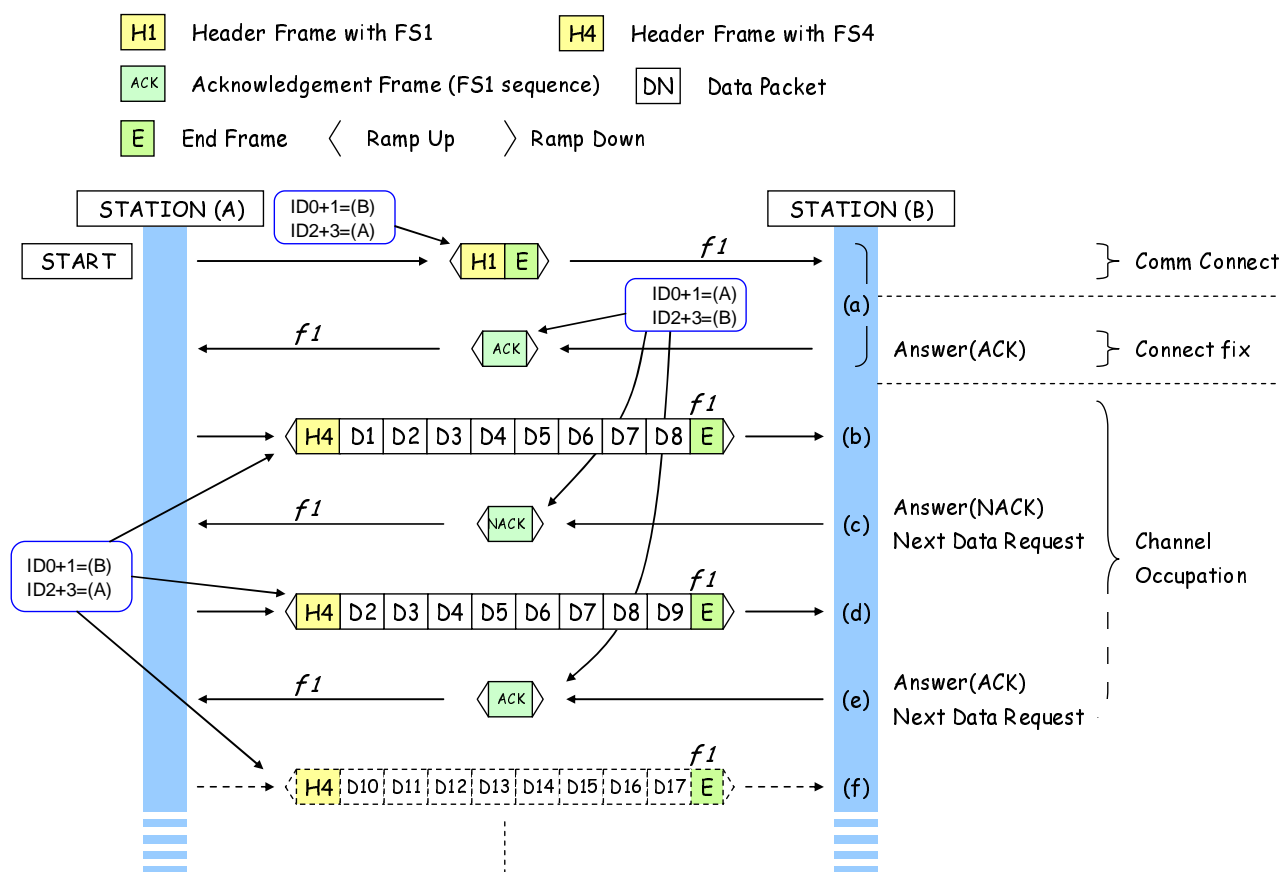 H1 Header Frame with FS1 H4 Header Frame with FS4
ACK Acknowledgement Frame (FS1 sequence) DN Data Packet
E End Frame Ramp Up Ramp Down
STATION (A) ID0+1=(B) STATION (B)
ID2+3=(A)
START H1 E f1 Comm Connect
ID0+1=(A)
ID2+3=(B)
(a)
f1 ACK Answer(ACK) Connect fix
f1
H4 D1 D2 D3 D4 D5 D6 D7 D8 E (b)
f1 NACK (c) Answer(NACK)
Next Data Request
Channel
Occupation
ID0+1=(B)
ID2+3=(A)
f1
H4 D2 D3 D4 D5 D6 D7 D8 D9 E (d)
f1 ACK (e) Answer(ACK)
Next Data Request
f1
H4 D10 D11 D12 D13 D14 D15 D16 D17 E (f)